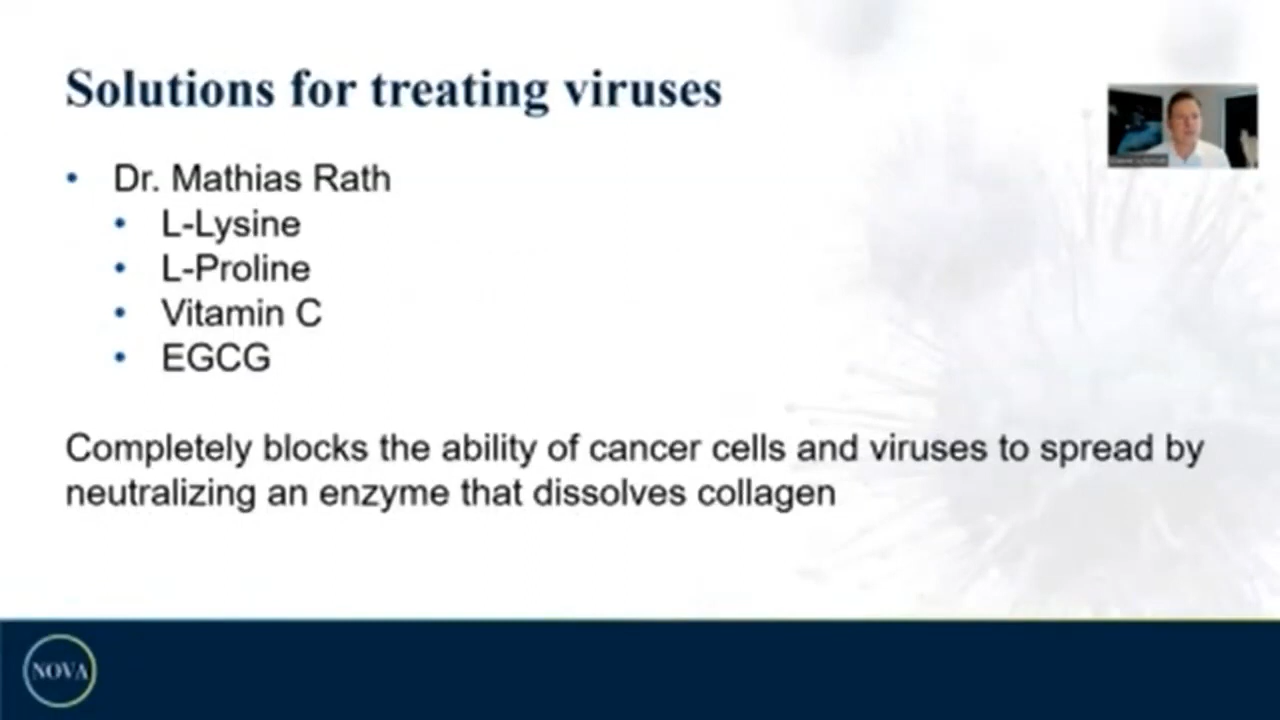 Solutions for treating viruses
• Dr. Mathias Rath
• L-Lysine
• L-Proline
• Vitamin C
• EGCG
Completely blocks the ability of cancer cells and viruses to spread by
neutralizing an enzyme that dissolves collagen
NOVA